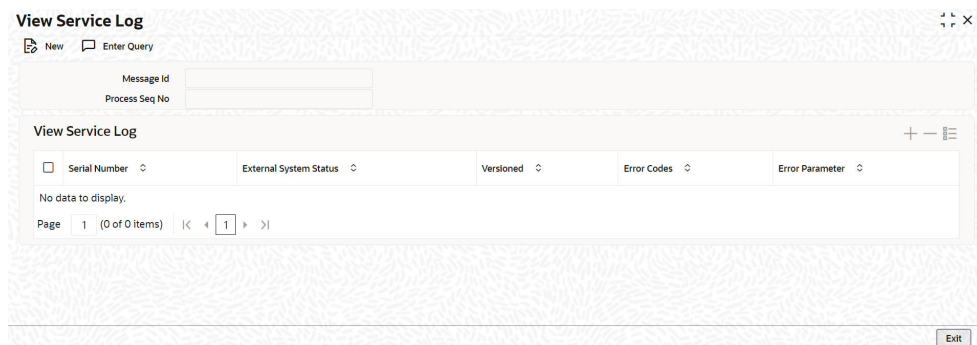 View Service Log
New Enter Query
Message Id
Process Seq No
View Service Log
Serial Number External System Status Versioned Error Codes Error Parameter
No data to display.
Page 1 (0 of 0 items) 1
Exit